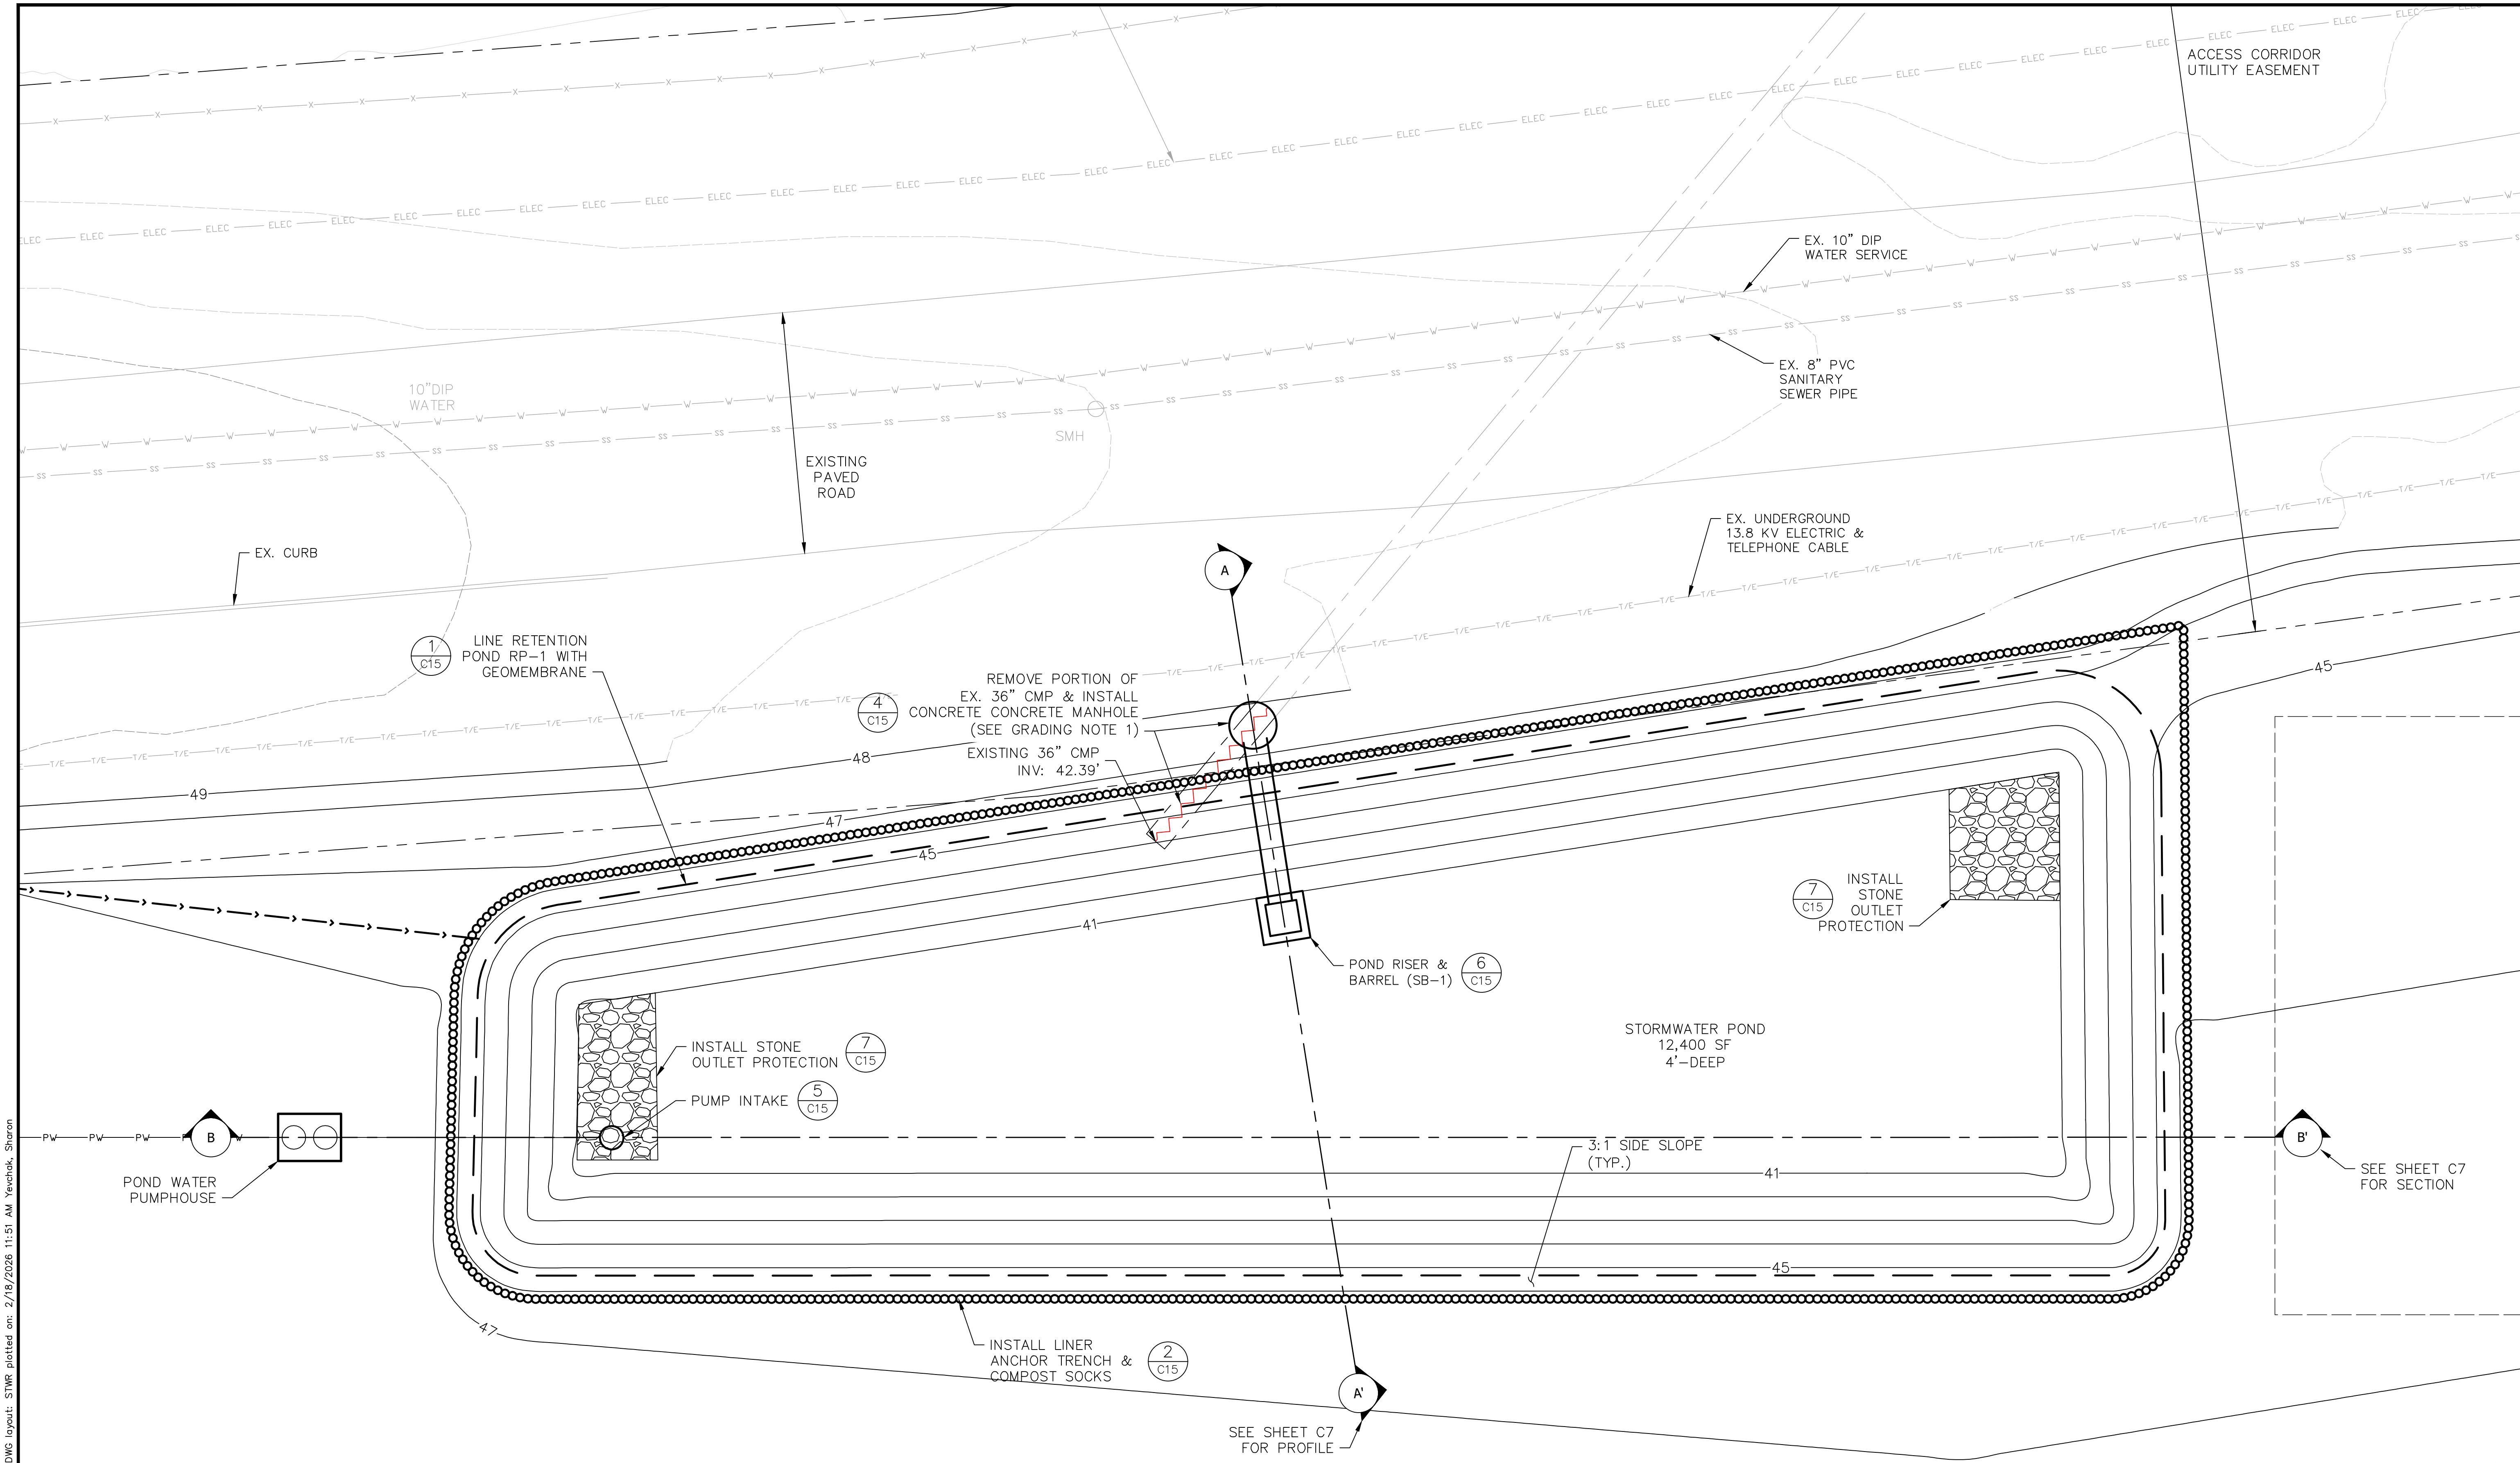 ACCESS CORRIDOR
UTILITY EASEMENT
EX. 10” DIP
WATER SERVICE
EX. 8” PVC
SANITARY
SEWER PIPE
10”DIP
WATER
SMH
EXISTING
PAVED
ROAD
EX. CURB
EX. UNDERGROUND
13.8 KV ELECTRIC &
TELEPHONE CABLE
A
1
C15
LINE RETENTION
POND RP-1 WITH
GEOMEMBRANE
4
C15
REMOVE PORTION OF
EX. 36” CMP & INSTALL
CONCRETE CONCRETE MANHOLE
(SEE GRADING NOTE 1)
EXISTING 36” CMP
INV: 42.39'
45
48
49
47
45
41
7
C15
INSTALL
STONE
OUTLET
PROTECTION
POND RISER &
BARREL (SB-1)
6
C15
STORMWATER POND
12,400 SF
4'-DEEP
INSTALL STONE
OUTLET PROTECTION
7
C15
PUMP INTAKE
5
C15
PW PW PW
B
B'
POND WATER
PUMPHOUSE
3:1 SIDE SLOPE
(TYP.)
41
SEE SHEET C7
FOR SECTION
45
47
INSTALL LINER
ANCHOR TRENCH &
COMPOST SOCKS
2
C15
A'
SEE SHEET C7
FOR PROFILE
X
ELEC
W
SS
T/E
DWG layout: STWR plotted on: 2/18/2026 11:51 AM Yevchak, Sharon